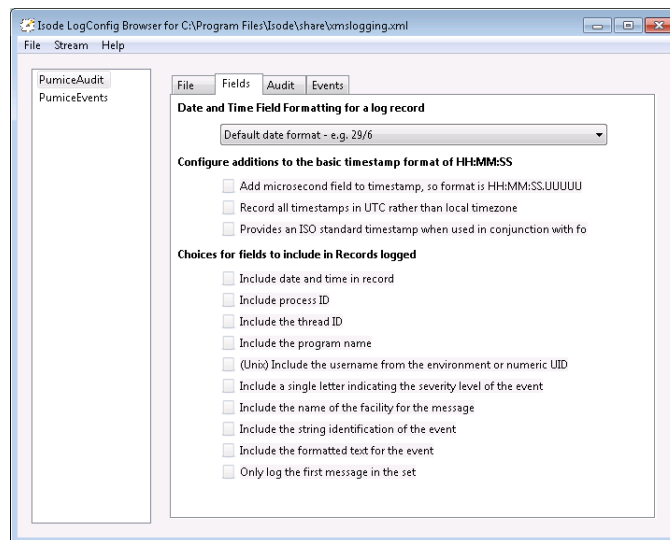 Isode LogConfig Browser for C:\Program Files\Isode\share\xmslogging.xml
File Stream Help
PumiceAudit
PumiceEvents
File Fields Audit Events
Date and Time Field Formatting for a log record
Default date format - e.g. 29/6
Configure additions to the basic timestamp format of HH:MM:SS
Add microsecond field to timestamp, so format is HH:MM:SS.UUUUU
Record all timestamps in UTC rather than local timezone
Provides an ISO standard timestamp when used in conjunction with fo
Choices for fields to include in Records logged
Include date and time in record
Include process ID
Include the thread ID
Include the program name
(Unix) Include the username from the environment or numeric UID
Include a single letter indicating the severity level of the event
Include the name of the facility for the message
Include the string identification of the event
Include the formatted text for the event
Only log the first message in the set